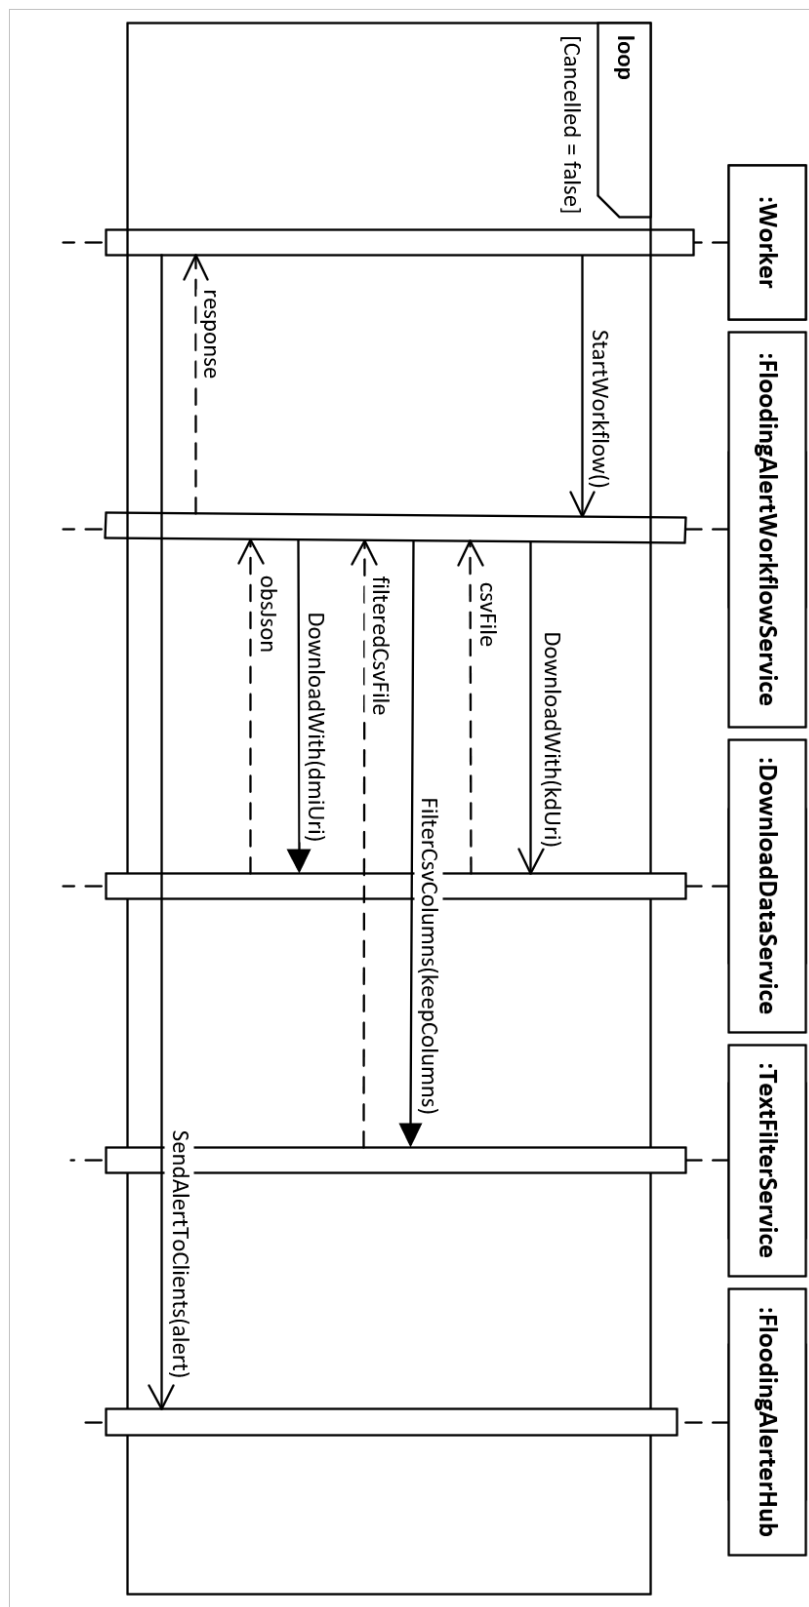 :Worker
:FloodingAlertWorkflowService
:DownloadDataService
:TextFilterService
:FloodingAlerterHub
loop
[Cancelled = false]
StartWorkflow()
DownloadWith(kdUri)
csvFile
FilterCsvColumns(keepColumns)
filteredCsvFile
DownloadWith(dmiUri)
obsJson
response
SendAlertToClients(alert)